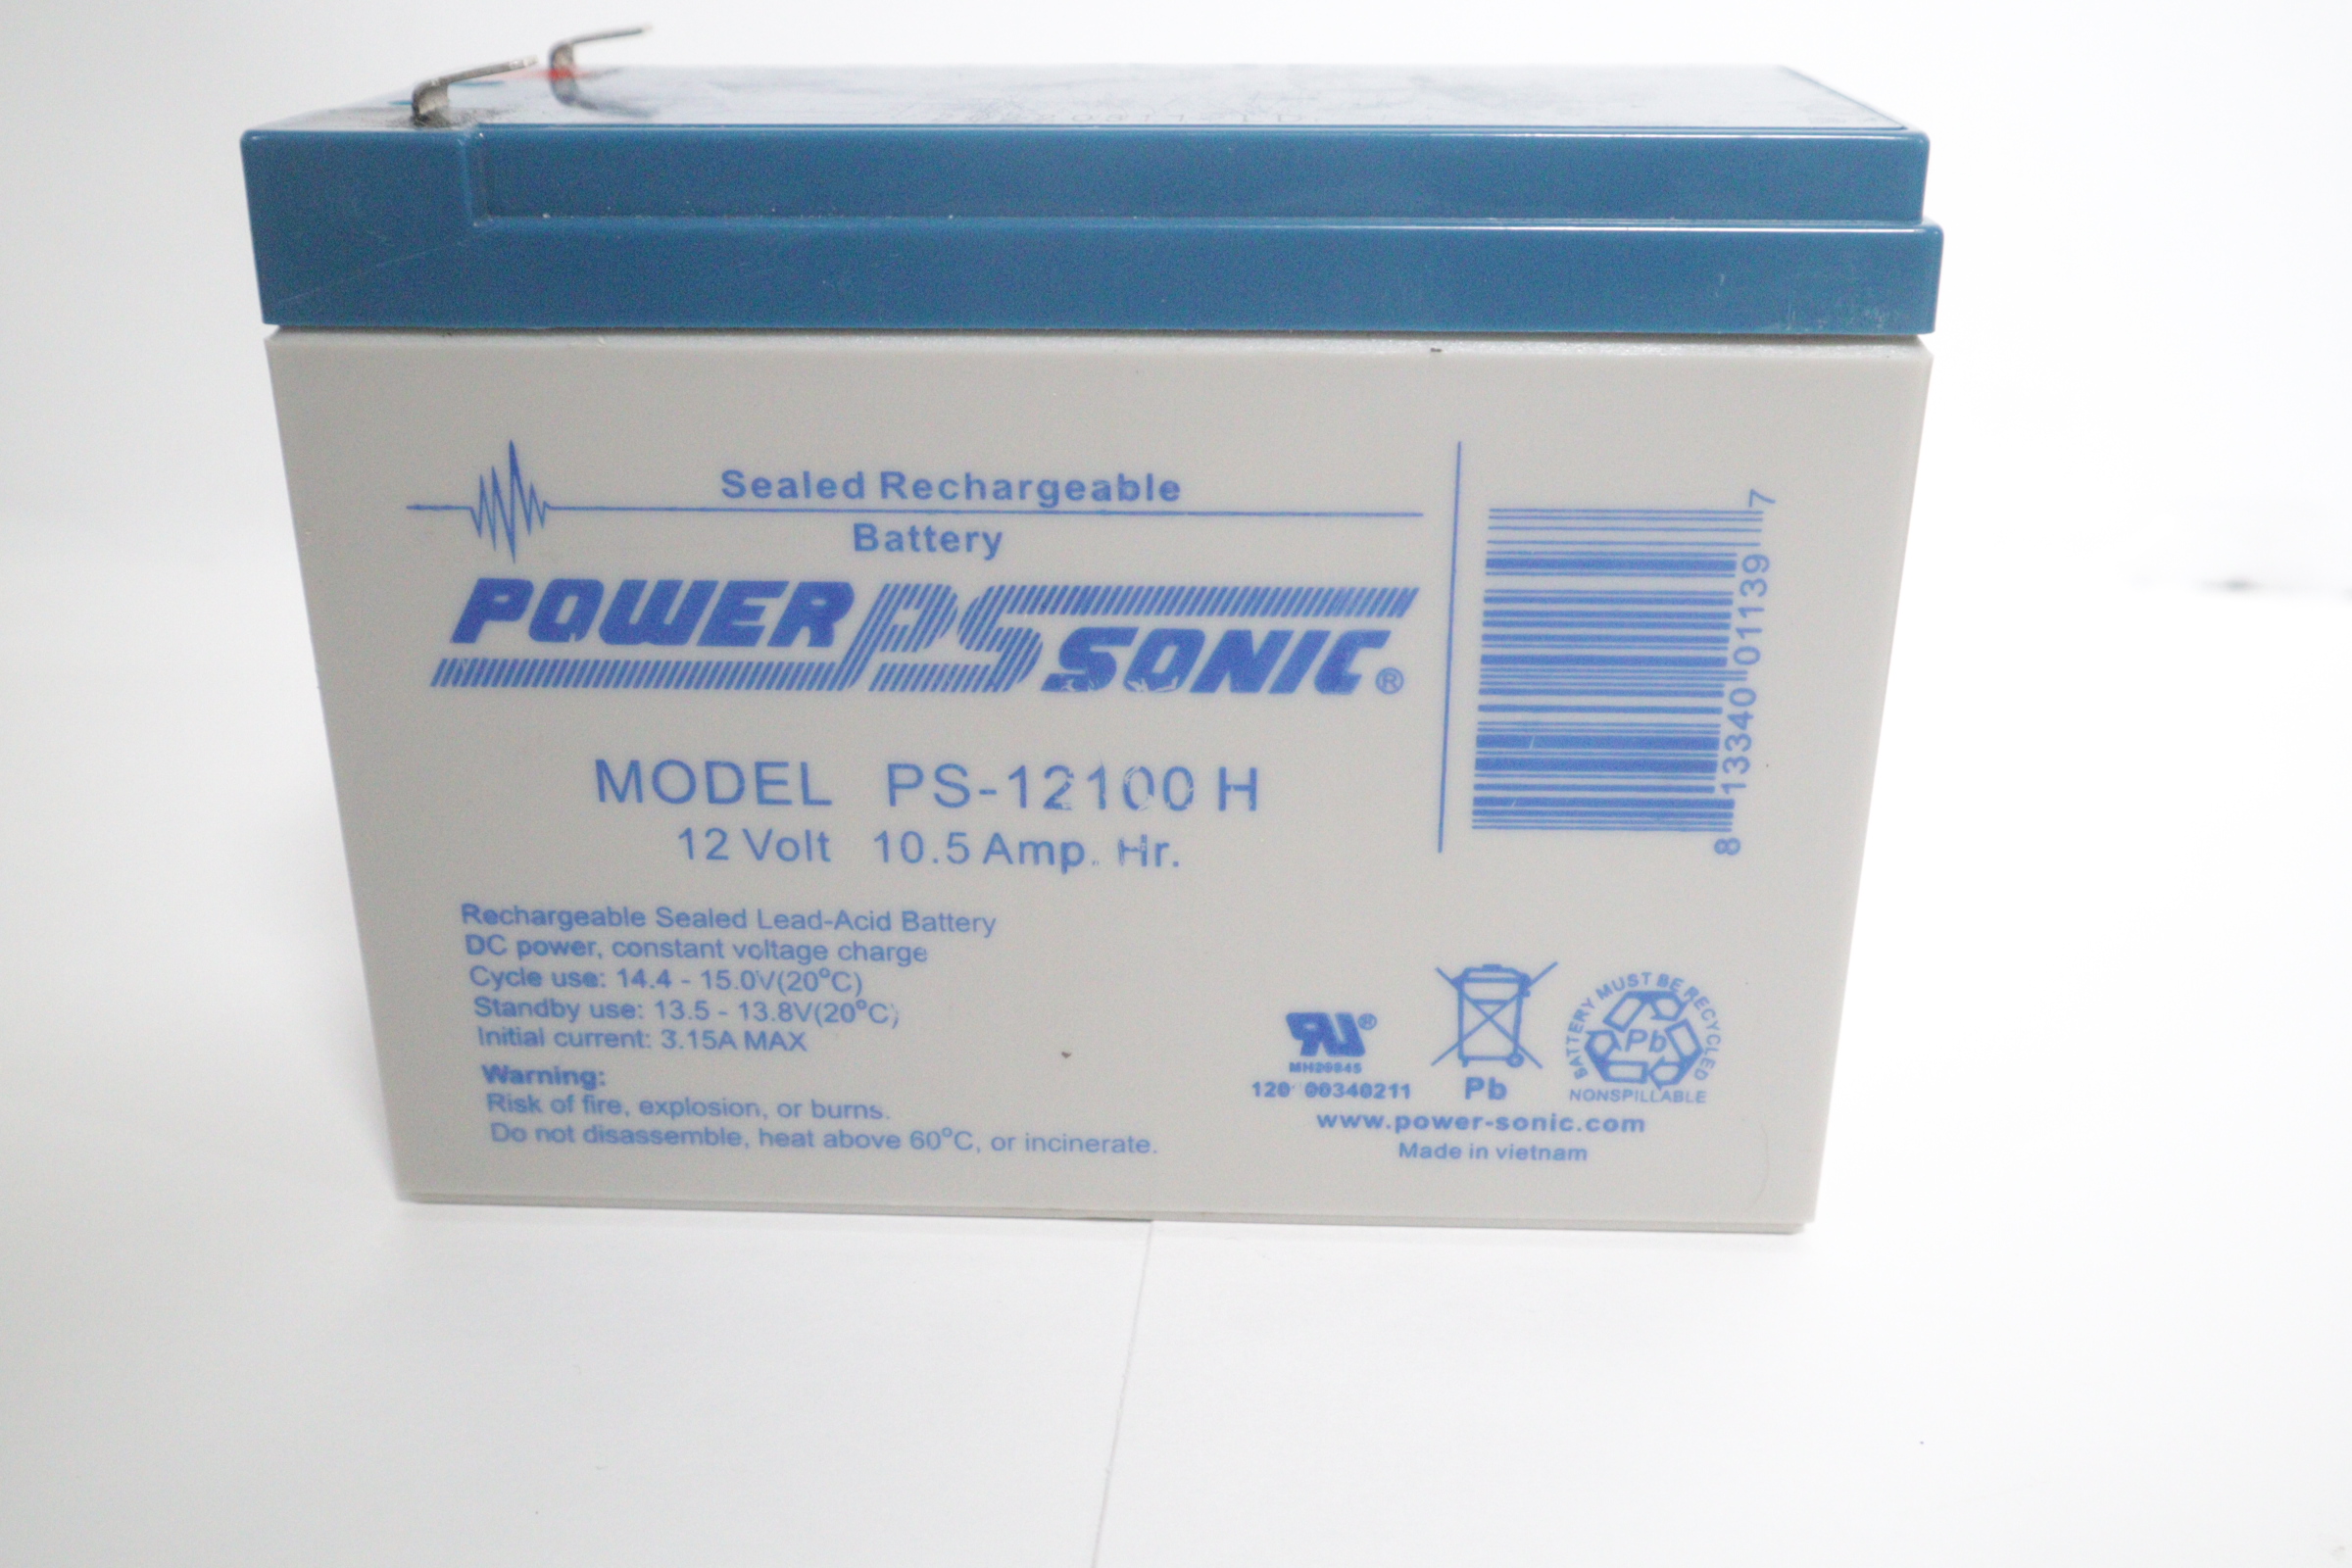 Sealed Rechargeable
Battery
POWER PS SONIC®
MODEL PS-12100 H
12 Volt 10.5 Amp. Hr.
Rechargeable Sealed Lead-Acid Battery
DC power, constant voltage charge
Cycle use: 14.4 - 15.0V(20°C)
Standby use: 13.5 - 13.8V(20°C)
Initial current: 3.15A MAX
Warning:
Risk of fire, explosion, or burns.
Do not disassemble, heat above 60°C, or incinerate.
8 13340 01139 7
RU®
MH20845
00340211
Pb
BATTERY MUST BE RECYCLED
Pb
NONSPILLABLE
www.power-sonic.com
Made in vietnam